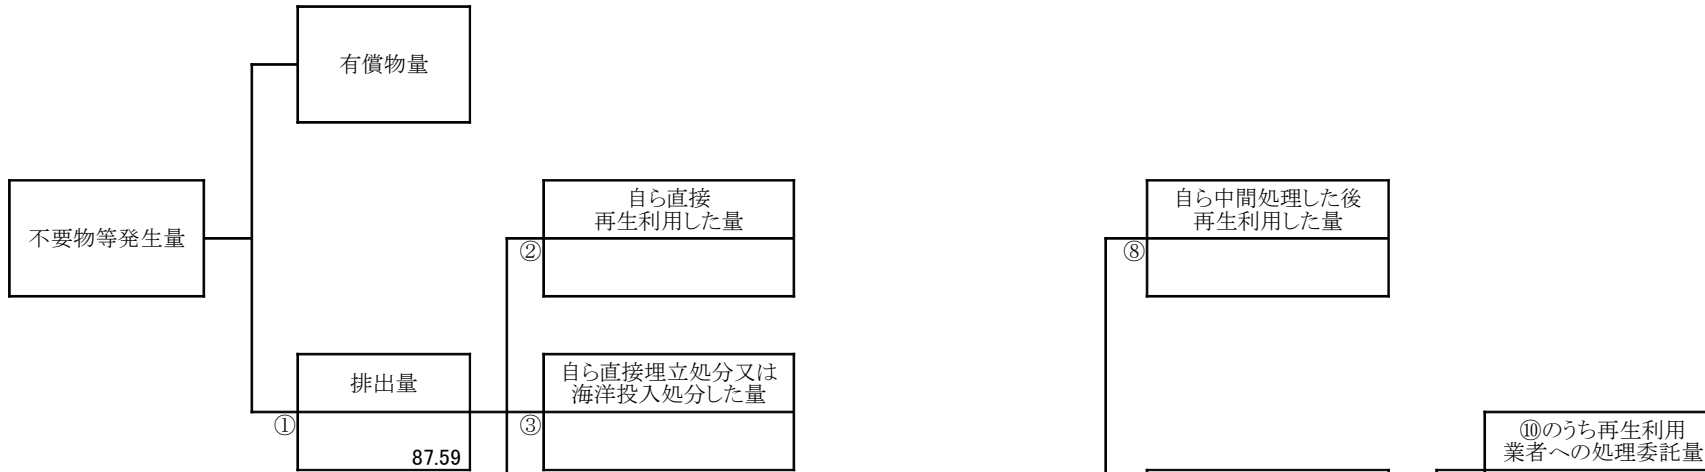 有償物量
不要物等発生量
自ら直接
再生利用した量
②
自ら中間処理した後
再生利用した量
⑧
排出量
①
87.59
自ら直接埋立処分又は
海洋投入処分した量
③
⑩のうち再生利用
業者への処理委託量